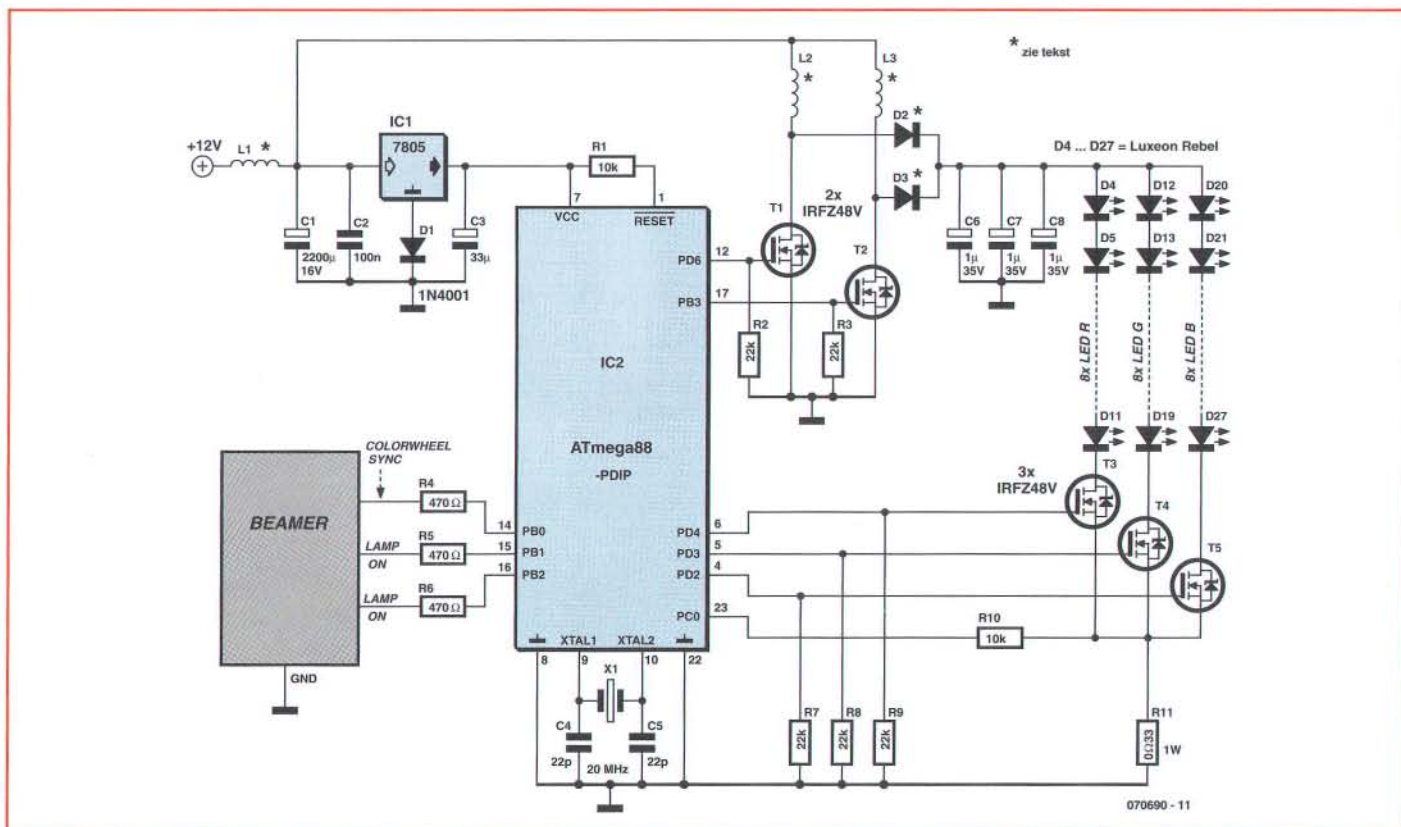 * zie tekst
L2
*
L3
*
IC1
7805
+12V
L1 *
R1
10k
D2 *
D3 *
D4 ... D27 = Luxeon Rebel
7
VCC
1
RESET
C1
2200µ
16V
C2
100n
D1
1N4001
C3
33µ
2x
IRFZ48V
T1
T2
C6
1µ
35V
C7
1µ
35V
C8
1µ
35V
D4
D12
D20
D5
D13
D21
PD6
12
PB3
17
R2
22k
R3
22k
IC2
ATmega88
-PDIP
8x LED R
8x LED G
8x LED B
D11
D19
D27
3x
IRFZ48V
T3
T4
T5
COLORWHEEL
SYNC
BEAMER
R4
470Ω
14
PB0
LAMP
ON
R5
470Ω
15
PB1
LAMP
ON
R6
470Ω
16
PB2
GND
PD4
6
PD3
5
PD2
4
PC0
23
R10
10k
XTAL1
XTAL2
8
9
10
22
X1
C4
22p
20 MHz
C5
22p
R7
22k
R8
22k
R9
22k
R11
0Ω33
1W
070690 - 11